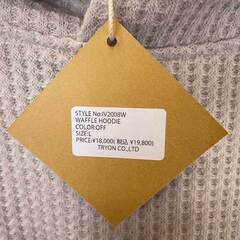 STYLE No:IV2008W
WAFFLE HOODIE
COLOR:OFF
SIZE:L
PRICE:¥18,000( 税込 ¥19,800)
TRYON CO.,LTD